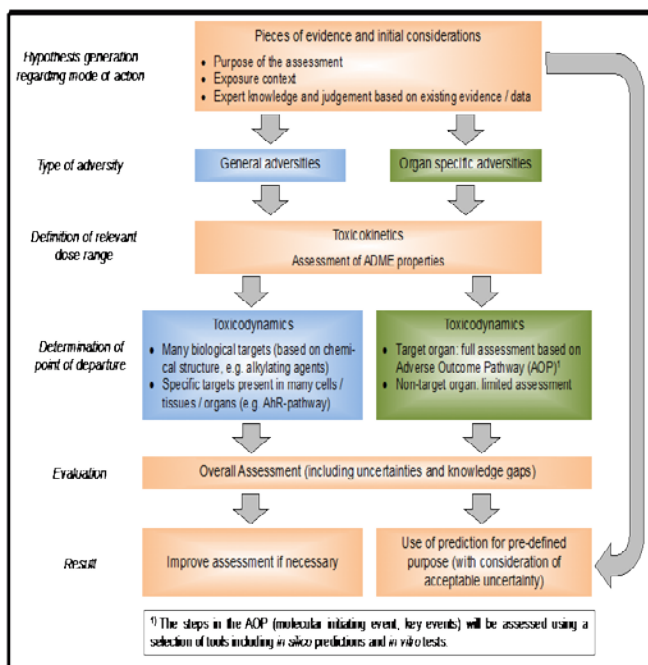 Pieces of evidence and initial considerations
Hypothesis generation
regarding mode of action
• Purpose of the assessment
• Exposure context
• Expert knowledge and judgement based on existing evidence / data
Type of adversity
General adversities
Organ specific adversities
Definition of relevant
dose range
Toxicokinetics
Assessment of ADME properties
Determination of
point of departure
Toxicodynamics
• Many biological targets (based on chemi-
cal structure, e.g. alkylating agents)
• Specific targets present in many cells /
tissues / organs (e.g. AhR-pathway)
Toxicodynamics
• Target organ: full assessment based on
Adverse Outcome Pathway (AOP)¹
• Non-target organ: limited assessment
Evaluation
Overall Assessment (including uncertainties and knowledge gaps)
Result
Improve assessment if necessary
Use of prediction for pre-defined
purpose (with consideration of
acceptable uncertainty)
¹⁾ The steps in the AOP (molecular initiating event, key events) will be assessed using a
selection of tools including in silico predictions and in vitro tests.